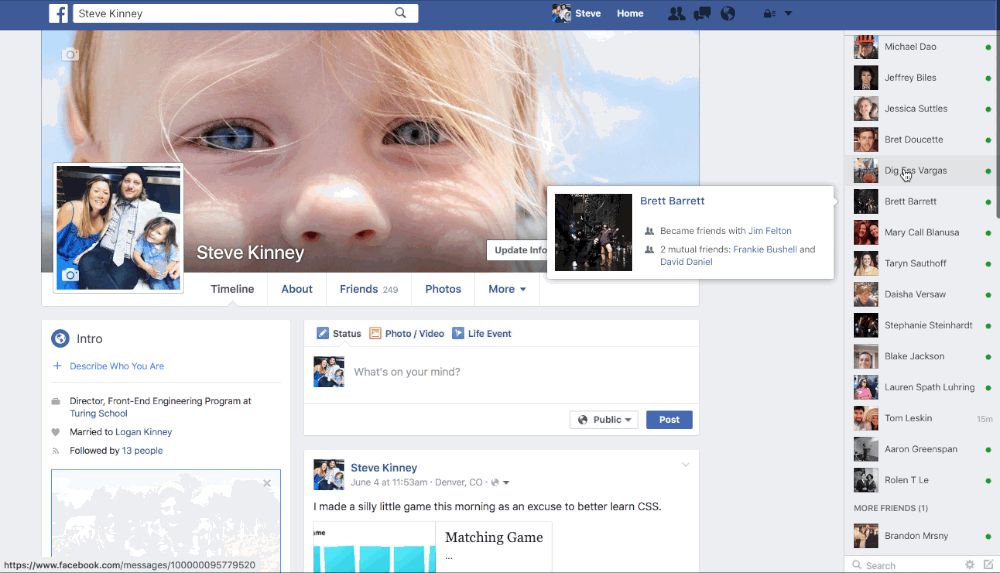 Steve Kinney
Steve Home
Steve Kinney
Update Info
Timeline About Friends 249 Photos More
Brett Barrett
Became friends with Jim Felton
2 mutual friends: Frankie Bushell and
David Daniel
Intro
Describe Who You Are
Director, Front-End Engineering Program at
Turing School
Married to Logan Kinney
Followed by 13 people
Status Photo / Video Life Event
What's on your mind?
Public Post
Steve Kinney
June 4 at 11:53am · Denver, CO ·
I made a silly little game this morning as an excuse to better learn CSS.
Matching Game
...
Michael Dao
Jeffrey Biles
Jessica Suttles
Bret Doucette
Vargas
Brett Barrett
Mary Call Blanusa
Taryn Sauthoff
Daisha Versaw
Stephanie Steinhardt
Blake Jackson
Lauren Spath Luhring
Tom Leskin 15m
Aaron Greenspan
Rolen T Le
MORE FRIENDS (1)
Brandon Mrsny
Search
https://www.facebook.com/messages/100000095779520